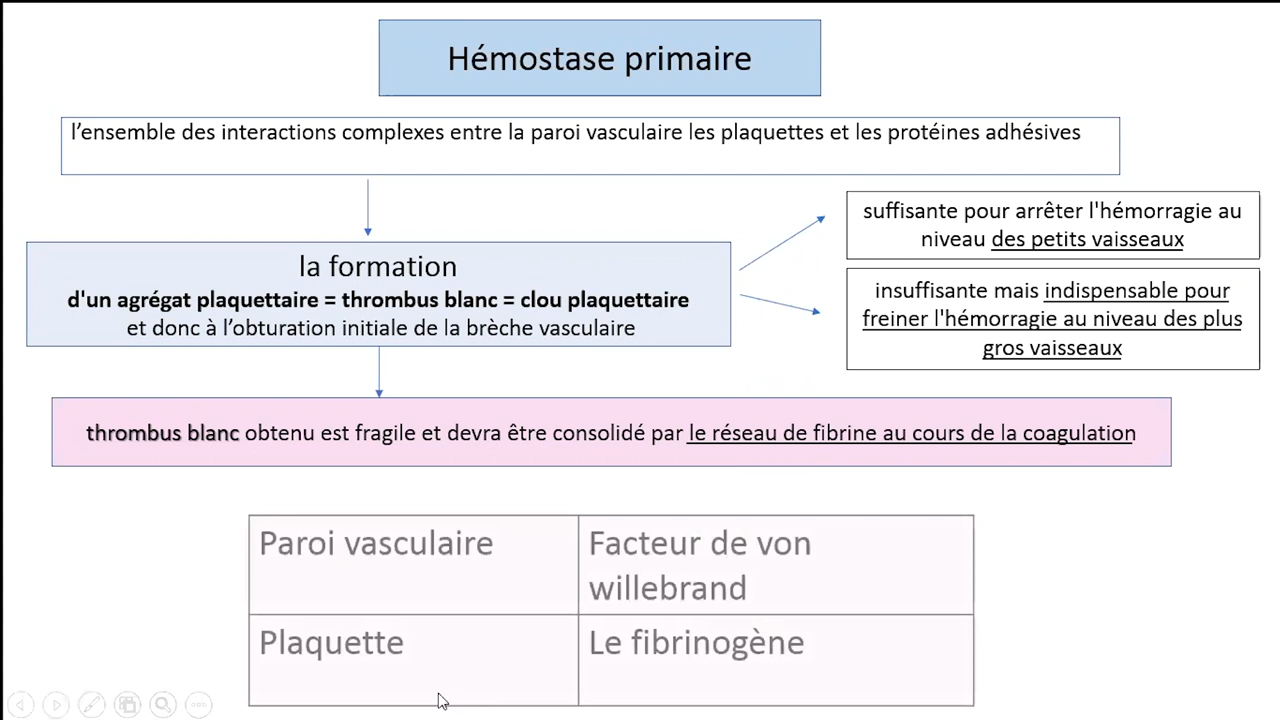 Hémostase primaire
l’ensemble des interactions complexes entre la paroi vasculaire les plaquettes et les protéines adhésives
suffisante pour arrêter l'hémorragie au
niveau des petits vaisseaux
la formation
d'un agrégat plaquettaire = thrombus blanc = clou plaquettaire
et donc à l’obturation initiale de la brèche vasculaire
insuffisante mais indispensable pour
freiner l'hémorragie au niveau des plus
gros vaisseaux
thrombus blanc obtenu est fragile et devra être consolidé par le réseau de fibrine au cours de la coagulation
Paroi vasculaire
Facteur de von
willebrand
Plaquette
Le fibrinogène